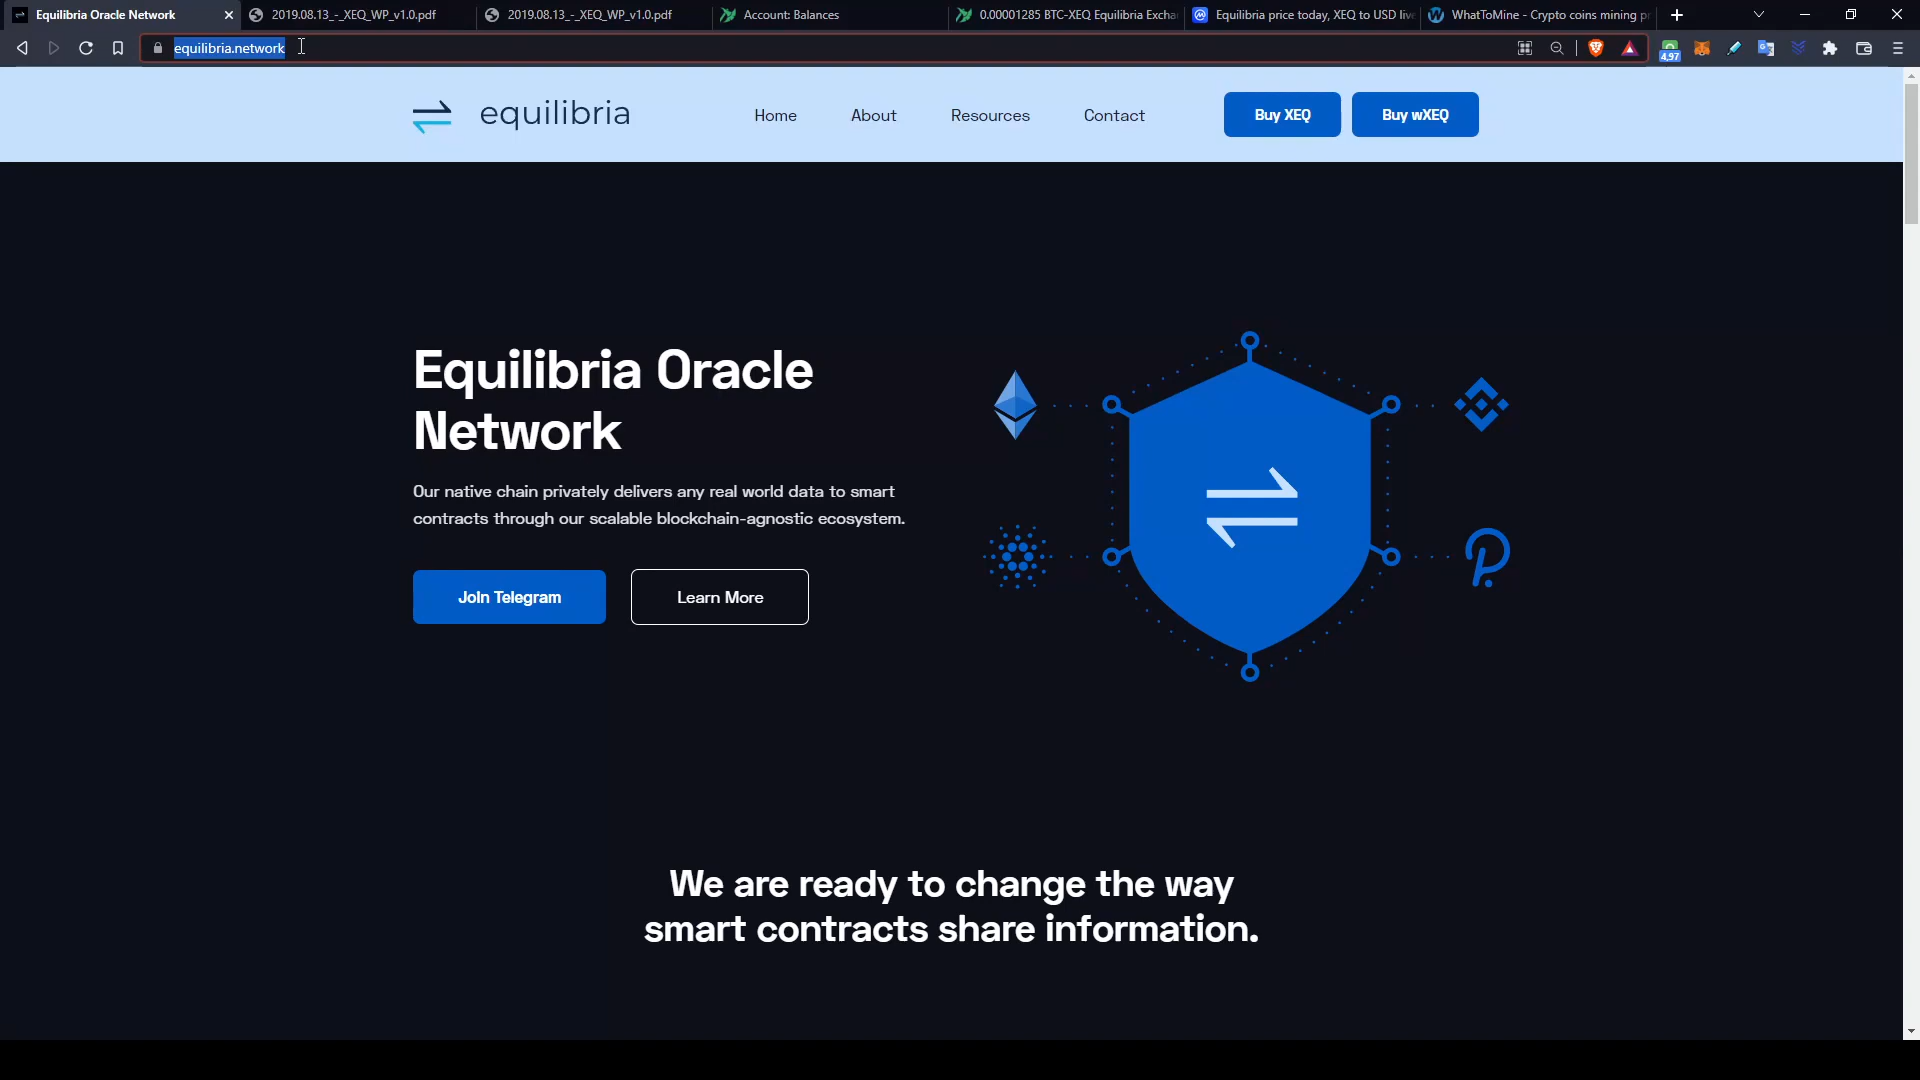 Equilibria Oracle Network
2019.08.13_-_XEQ_WP_v1.0.pdf
2019.08.13_-_XEQ_WP_v1.0.pdf
Account: Balances
0.00001285 BTC-XEQ Equilibria Excha
Equilibria price today, XEQ to USD live
WhatToMine - Crypto coins mining pr
equilibria.network
4,97
equilibria
Home
About
Resources
Contact
Buy XEQ
Buy wXEQ
Equilibria Oracle
Network
Our native chain privately delivers any real world data to smart
contracts through our scalable blockchain-agnostic ecosystem.
Join Telegram
Learn More
We are ready to change the way
smart contracts share information.